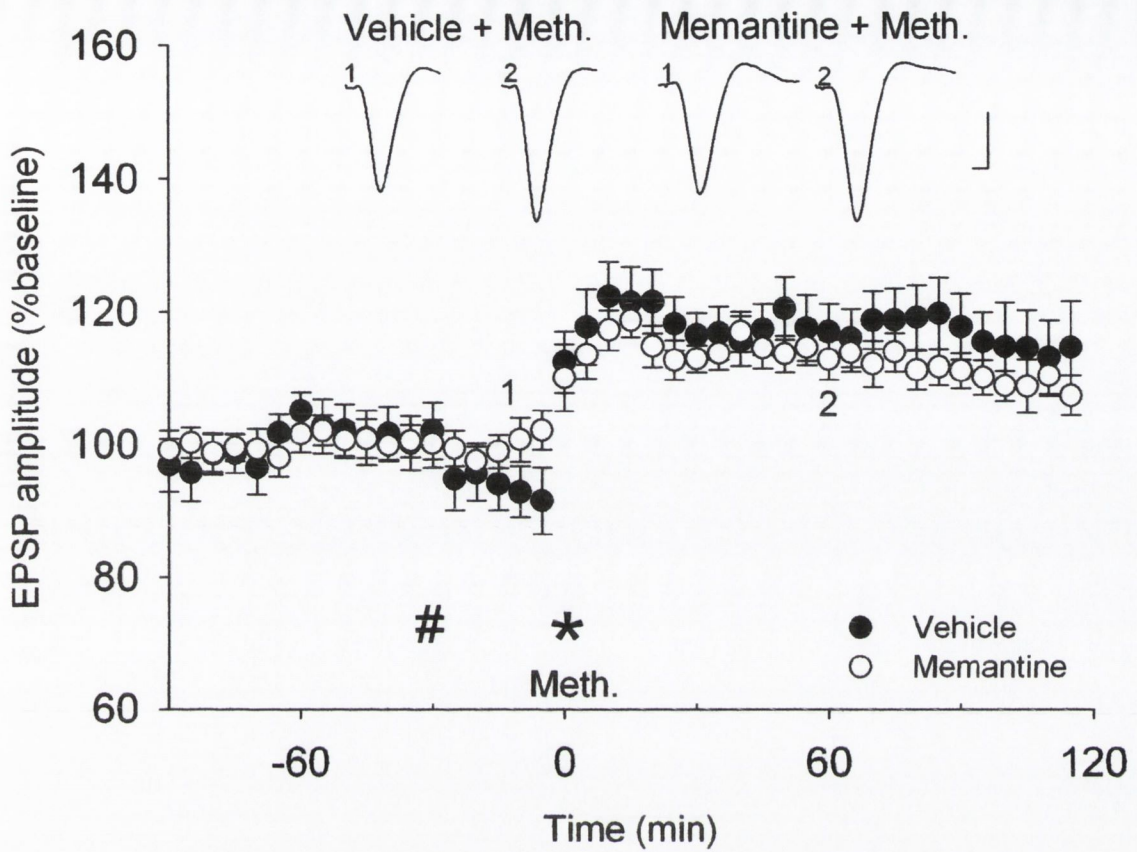 Vehicle + Meth. Memantine + Meth.
1 2 1 2
160
140
120
100
80
60
EPSP amplitude (%baseline)
1
2
# *
Meth.
Vehicle
Memantine
-60 0 60 120
Time (min)